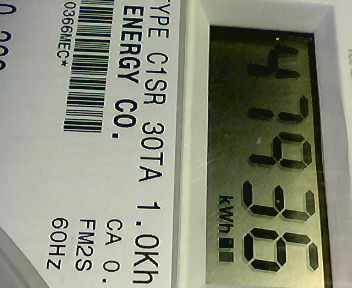 47936
kWh
TYPE C1SR 30TA 1.0Kh
ENERGY CO.
CA 0.
FM2S
60HZ
0366MEC*